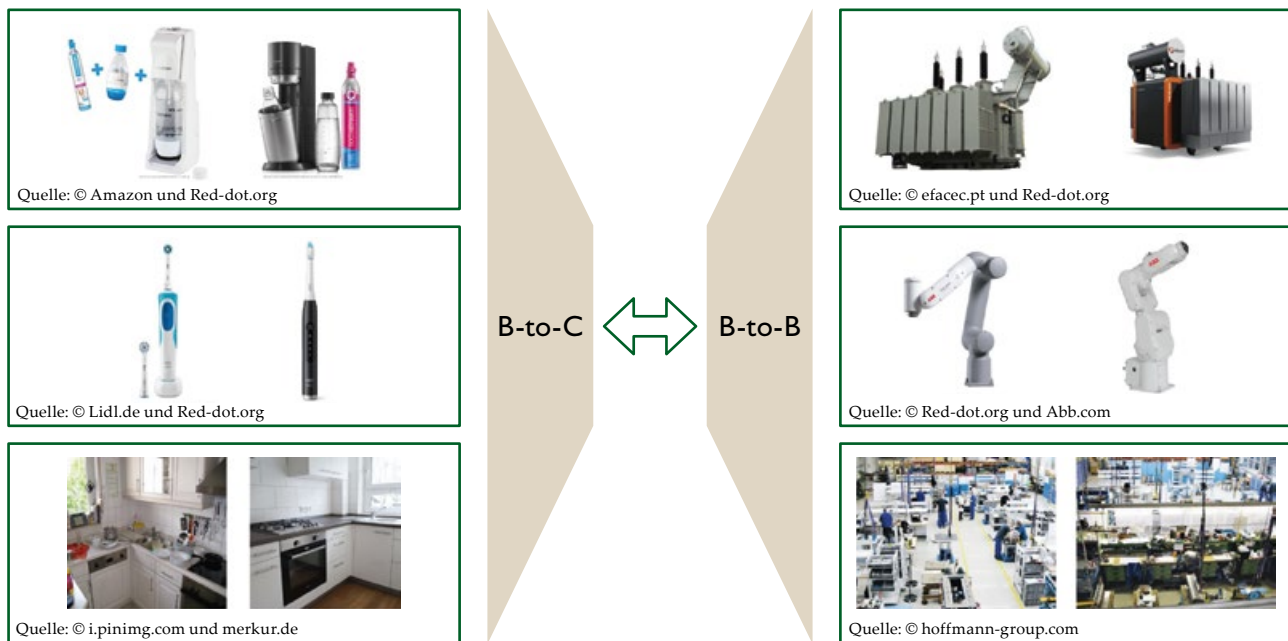 Quelle: © Amazon und Red-dot.org
Quelle: © Lidl.de und Red-dot.org
Quelle: © i.pinimg.com und merkur.de
B-to-C
B-to-B
Quelle: © efacec.pt und Red-dot.org
ABB
ABB
Quelle: © Red-dot.org und Abb.com
Quelle: © hoffmann-group.com